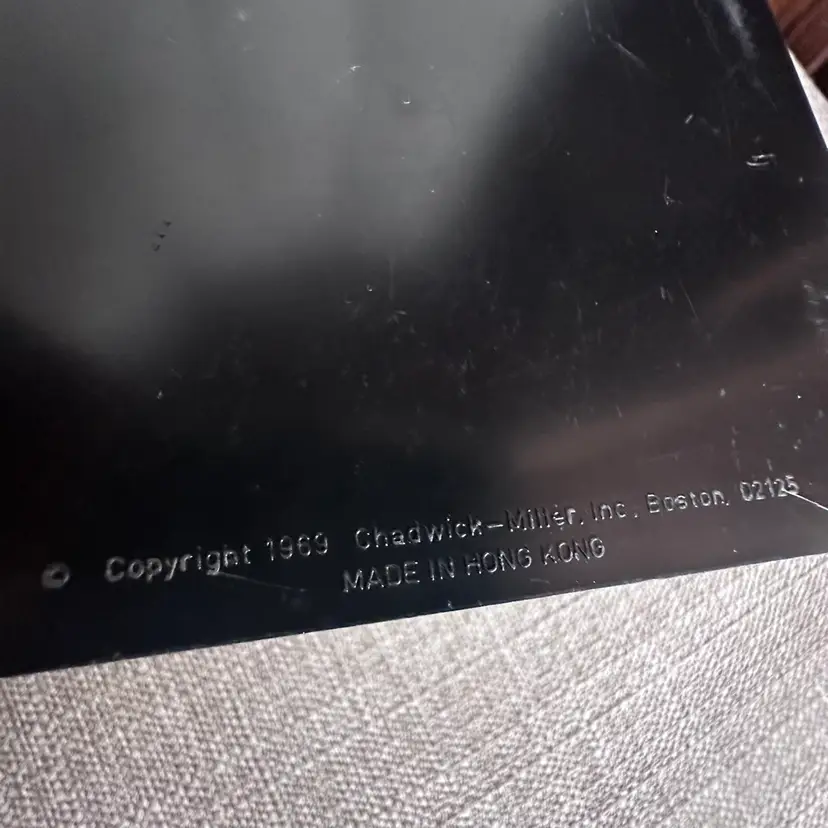 © Copyright 1969 Chadwick-Miller, Inc. Boston, 02125
MADE IN HONG KONG